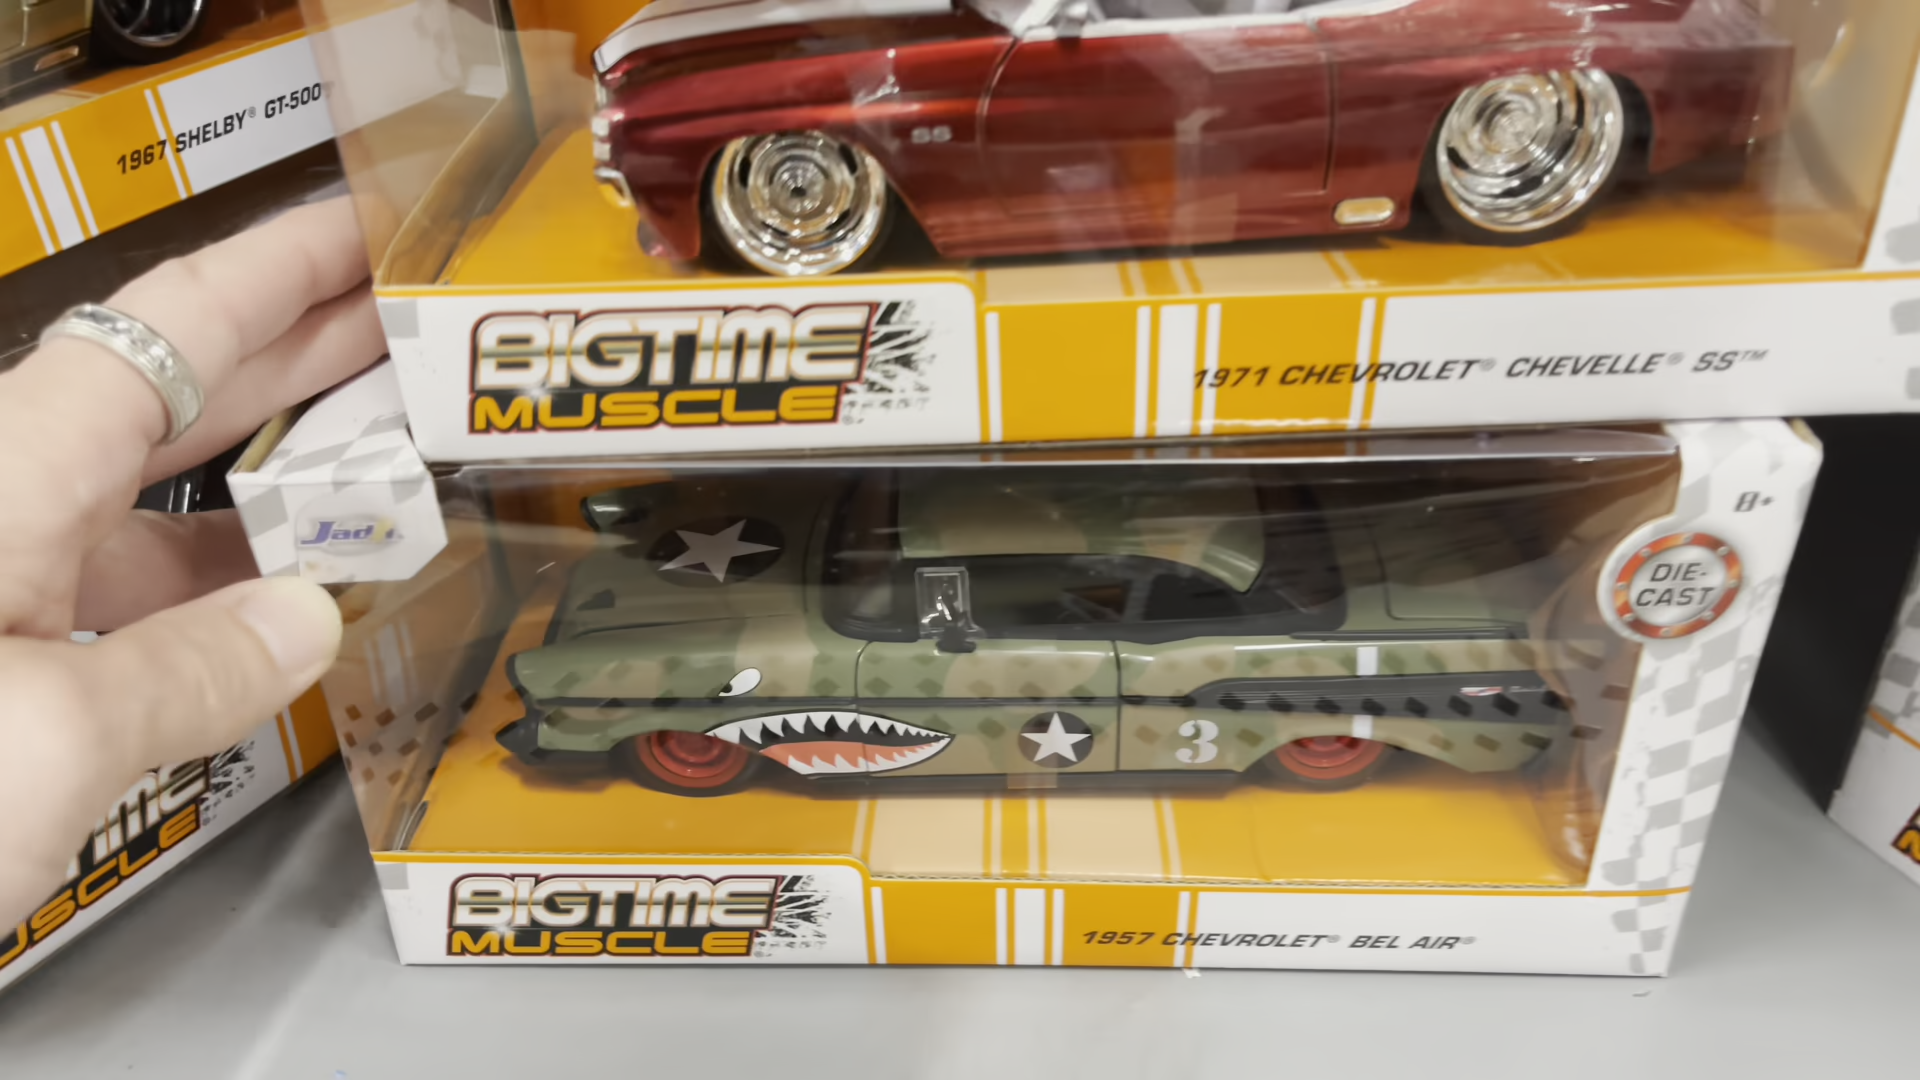 1967 SHELBY® GT-500
SS
BIGTIME
MUSCLE®
1971 CHEVROLET® CHEVELLE® SS™
8+
DIE-
CAST
Jada
3
BIGTIME
MUSCLE®
1957 CHEVROLET® BEL AIR®
TIME
MUSCLE